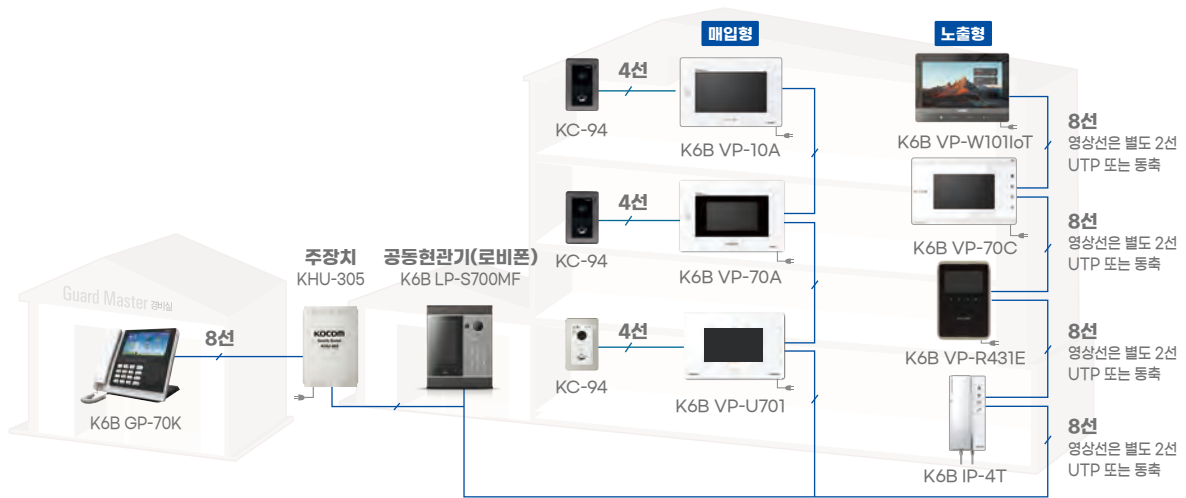 매입형
노출형
4선
KC-94
K6B VP-10A
K6B VP-W101IoT
8선
영상선은 별도 2선
UTP 또는 동축
4선
KC-94
K6B VP-70A
K6B VP-70C
8선
영상선은 별도 2선
UTP 또는 동축
주장치
KHU-305
공동현관기(로비폰)
K6B LP-S700MF
Guard Master 경비실
8선
K6B GP-70K
KOCOM
4선
KC-94
K6B VP-U701
K6B VP-R431E
8선
영상선은 별도 2선
UTP 또는 동축
K6B IP-4T
8선
영상선은 별도 2선
UTP 또는 동축